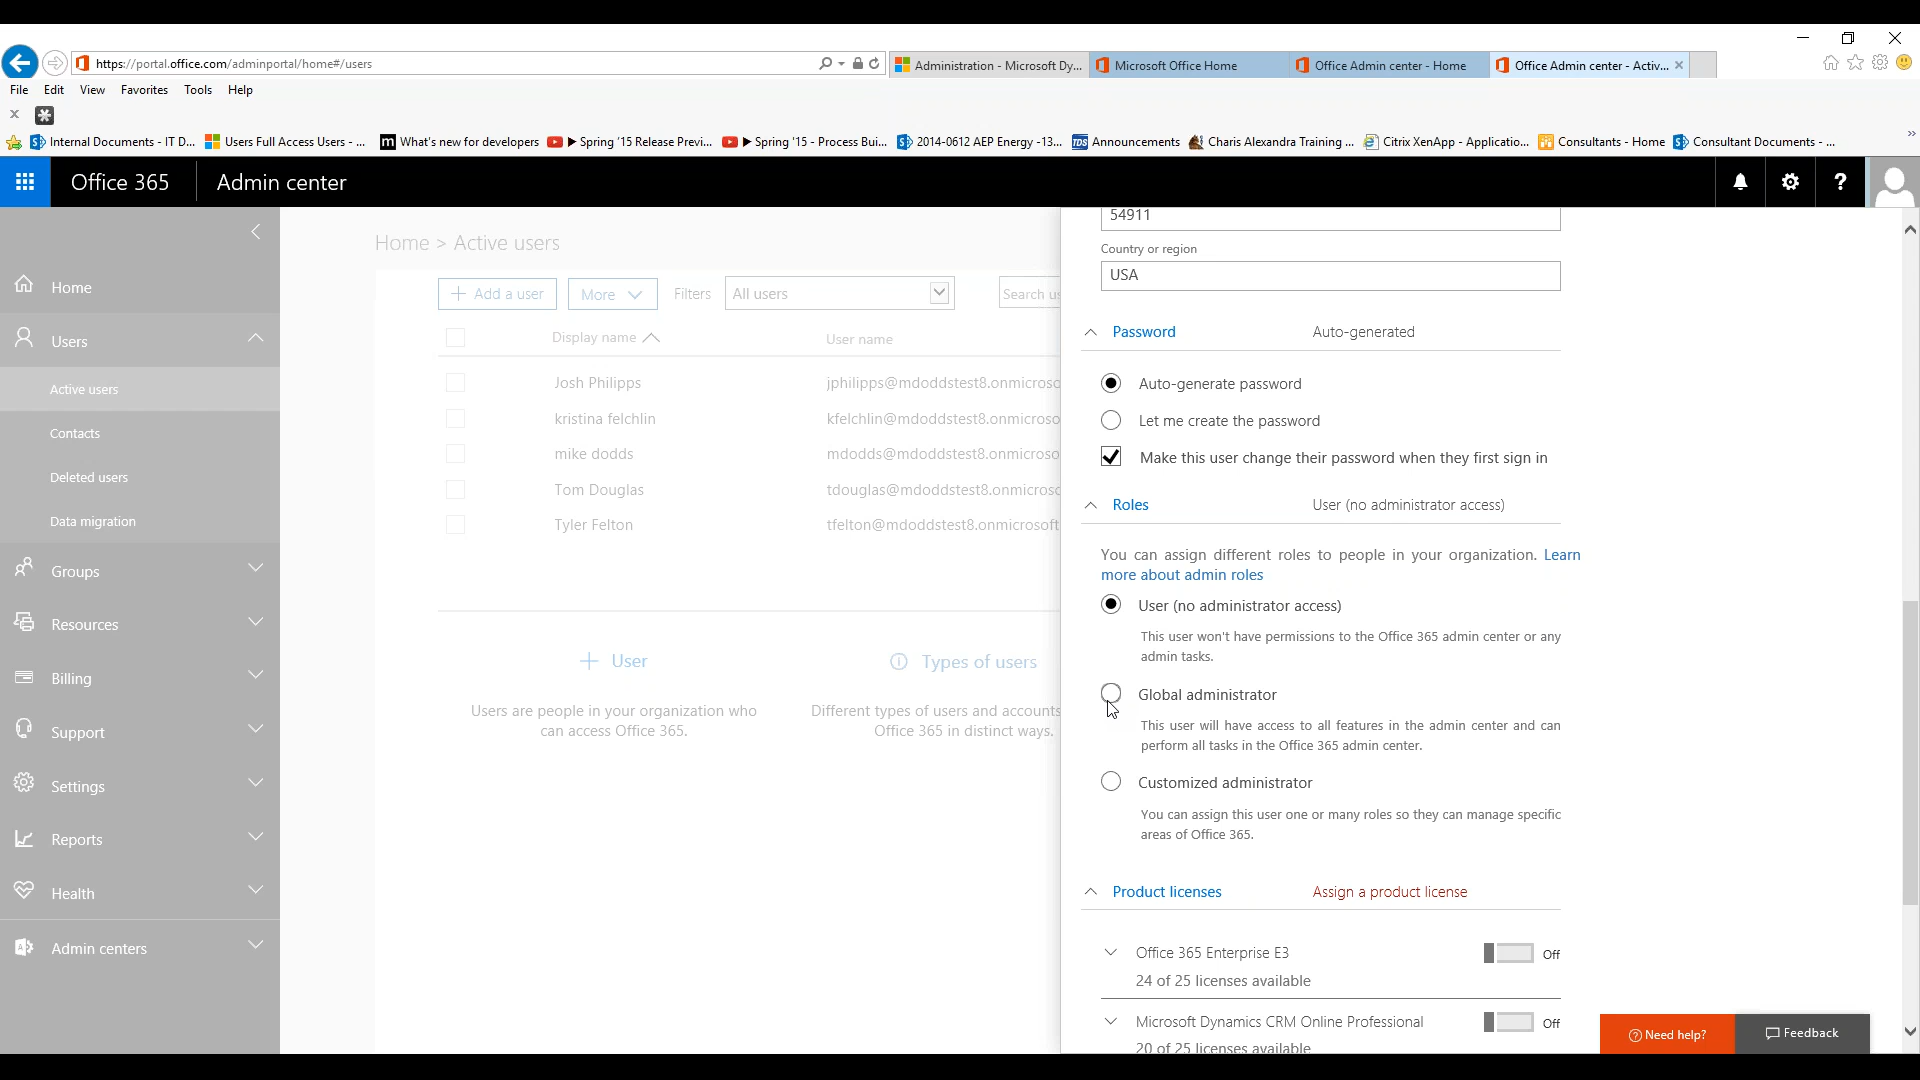 https://portal.office.com/adminportal/home#/users
Administration - Microsoft Dy...
Microsoft Office Home
Office Admin center - Home
Office Admin center - Activ...
File Edit View Favorites Tools Help
Internal Documents - IT D...
Users Full Access Users - ...
What's new for developers
▶ Spring '15 Release Previ...
▶ Spring '15 - Process Bui...
2014-0612 AEP Energy -13...
Announcements
Charis Alexandra Training ...
Citrix XenApp - Applicatio...
Consultants - Home
Consultant Documents - ...
Office 365
Admin center
Home
Users
Active users
Contacts
Deleted users
Data migration
Groups
Resources
Billing
Support
Settings
Reports
Health
Admin centers
Home > Active users
Add a user
More
Filters
All users
Search us
Display name
User name
Josh Philipps jphilipps@mdoddstest8.onmicroso
kristina felchlin kfelchlin@mdoddstest8.onmicroso
mike dodds mdodds@mdoddstest8.onmicroso
Tom Douglas tdouglas@mdoddstest8.onmicrosc
Tyler Felton tfelton@mdoddstest8.onmicrosoft
User
Users are people in your organization who
can access Office 365.
Types of users
Different types of users and accounts
Office 365 in distinct ways.
54911
Country or region
USA
Password Auto-generated
Auto-generate password
Let me create the password
Make this user change their password when they first sign in
Roles User (no administrator access)
You can assign different roles to people in your organization. Learn
more about admin roles
User (no administrator access)
This user won't have permissions to the Office 365 admin center or any
admin tasks.
Global administrator
This user will have access to all features in the admin center and can
perform all tasks in the Office 365 admin center.
Customized administrator
You can assign this user one or many roles so they can manage specific
areas of Office 365.
Product licenses Assign a product license
Office 365 Enterprise E3 Off
24 of 25 licenses available
Microsoft Dynamics CRM Online Professional Off
20 of 25 licenses available
Need help?
Feedback